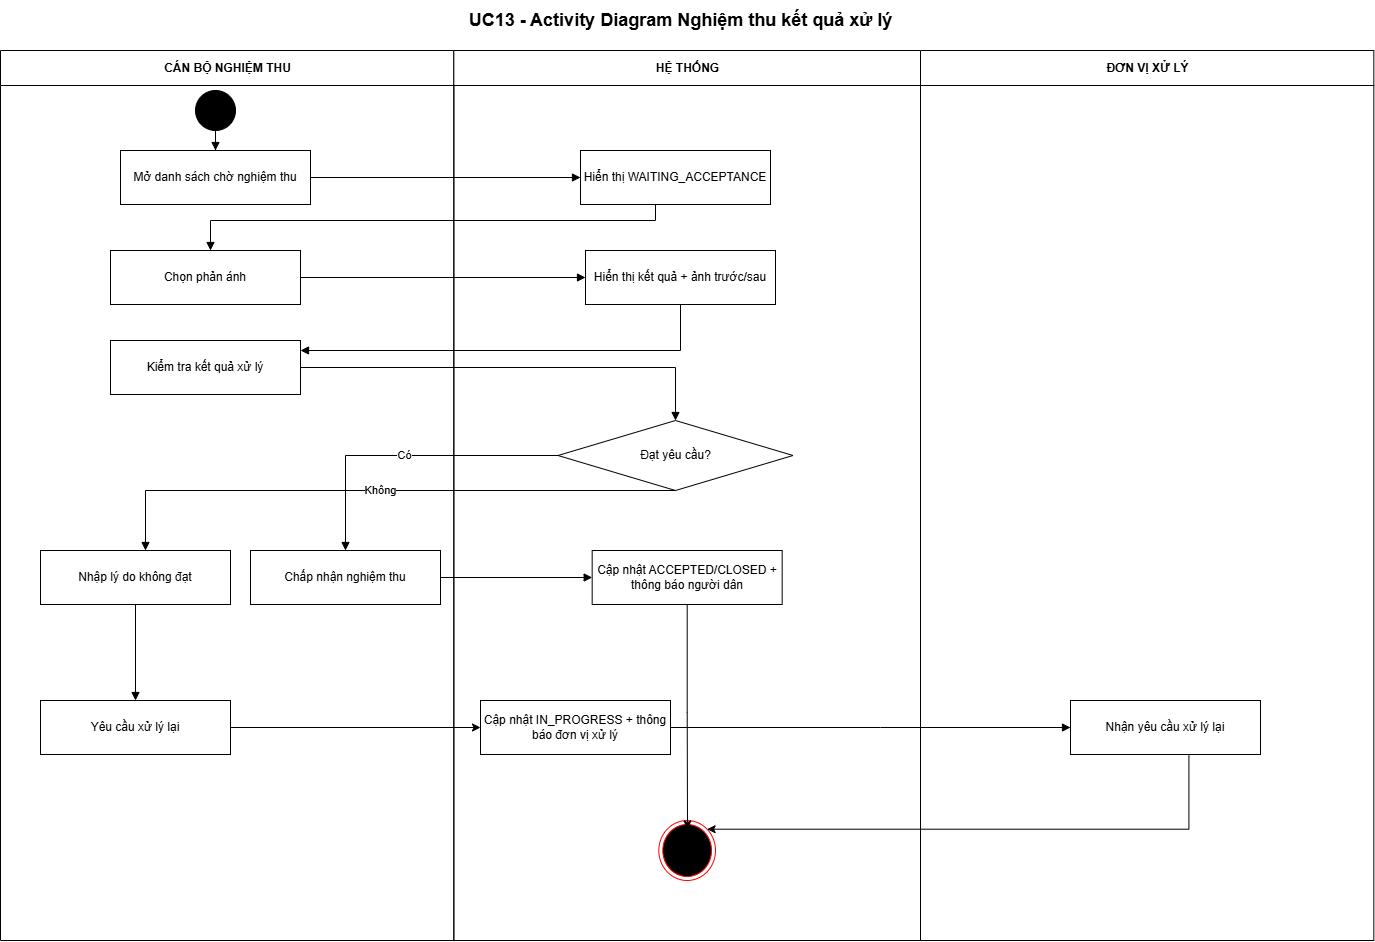 UC13 - Activity Diagram Nghiệm thu kết quả xử lý
CÁN BỘ NGHIỆM THU
HỆ THỐNG
ĐƠN VỊ XỬ LÝ
Mở danh sách chờ nghiệm thu
Hiển thị WAITING_ACCEPTANCE
Chọn phản ánh
Hiển thị kết quả + ảnh trước/sau
Kiểm tra kết quả xử lý
Đạt yêu cầu?
Có
Không
Nhập lý do không đạt
Chấp nhận nghiệm thu
Cập nhật ACCEPTED/CLOSED +
thông báo người dân
Yêu cầu xử lý lại
Cập nhật IN_PROGRESS + thông
báo đơn vị xử lý
Nhận yêu cầu xử lý lại